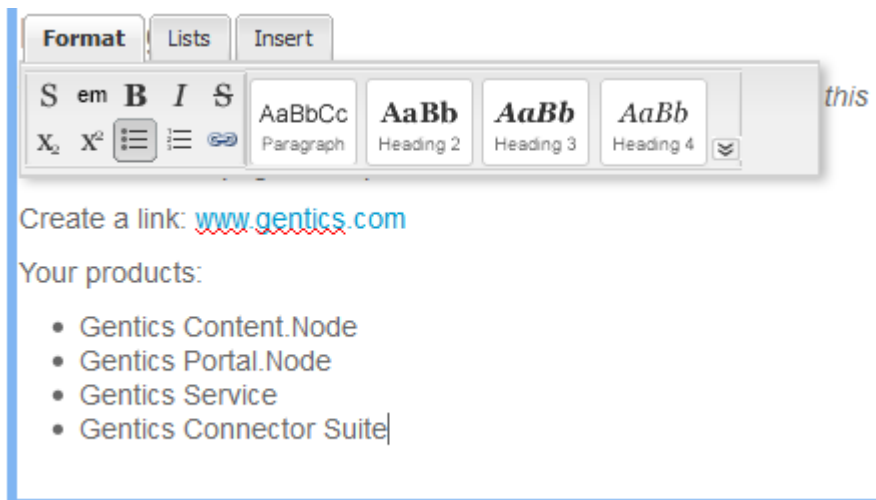 Format Lists Insert
S em B I S AaBbCc AaBb AaBb AaBb
X₂ X² Paragraph Heading 2 Heading 3 Heading 4
this
Create a link: www.gentics.com
Your products:
• Gentics Content.Node
• Gentics Portal.Node
• Gentics Service
• Gentics Connector Suite